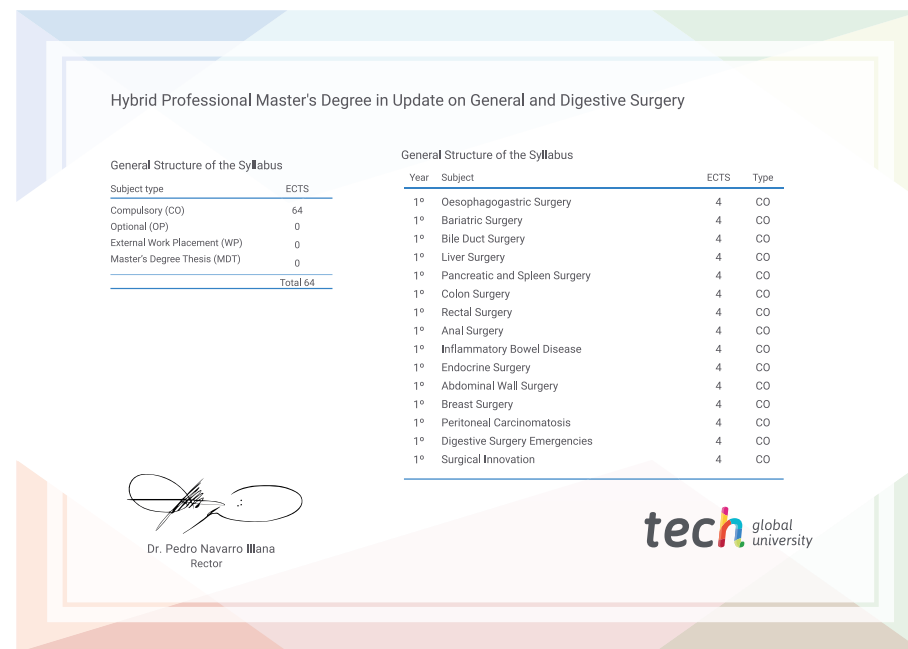 Hybrid Professional Master's Degree in Update on General and Digestive Surgery
General Structure of the Syllabus
Subject type ECTS
Compulsory (CO) 64
Optional (OP) 0
External Work Placement (WP) 0
Master's Degree Thesis (MDT) 0
Total 64
General Structure of the Syllabus
Year Subject ECTS Type
1º Oesophagogastric Surgery 4 CO
1º Bariatric Surgery 4 CO
1º Bile Duct Surgery 4 CO
1º Liver Surgery 4 CO
1º Pancreatic and Spleen Surgery 4 CO
1º Colon Surgery 4 CO
1º Rectal Surgery 4 CO
1º Anal Surgery 4 CO
1º Inflammatory Bowel Disease 4 CO
1º Endocrine Surgery 4 CO
1º Abdominal Wall Surgery 4 CO
1º Breast Surgery 4 CO
1º Peritoneal Carcinomatosis 4 CO
1º Digestive Surgery Emergencies 4 CO
1º Surgical Innovation 4 CO
Dr. Pedro Navarro Illana
Rector
tech global
university